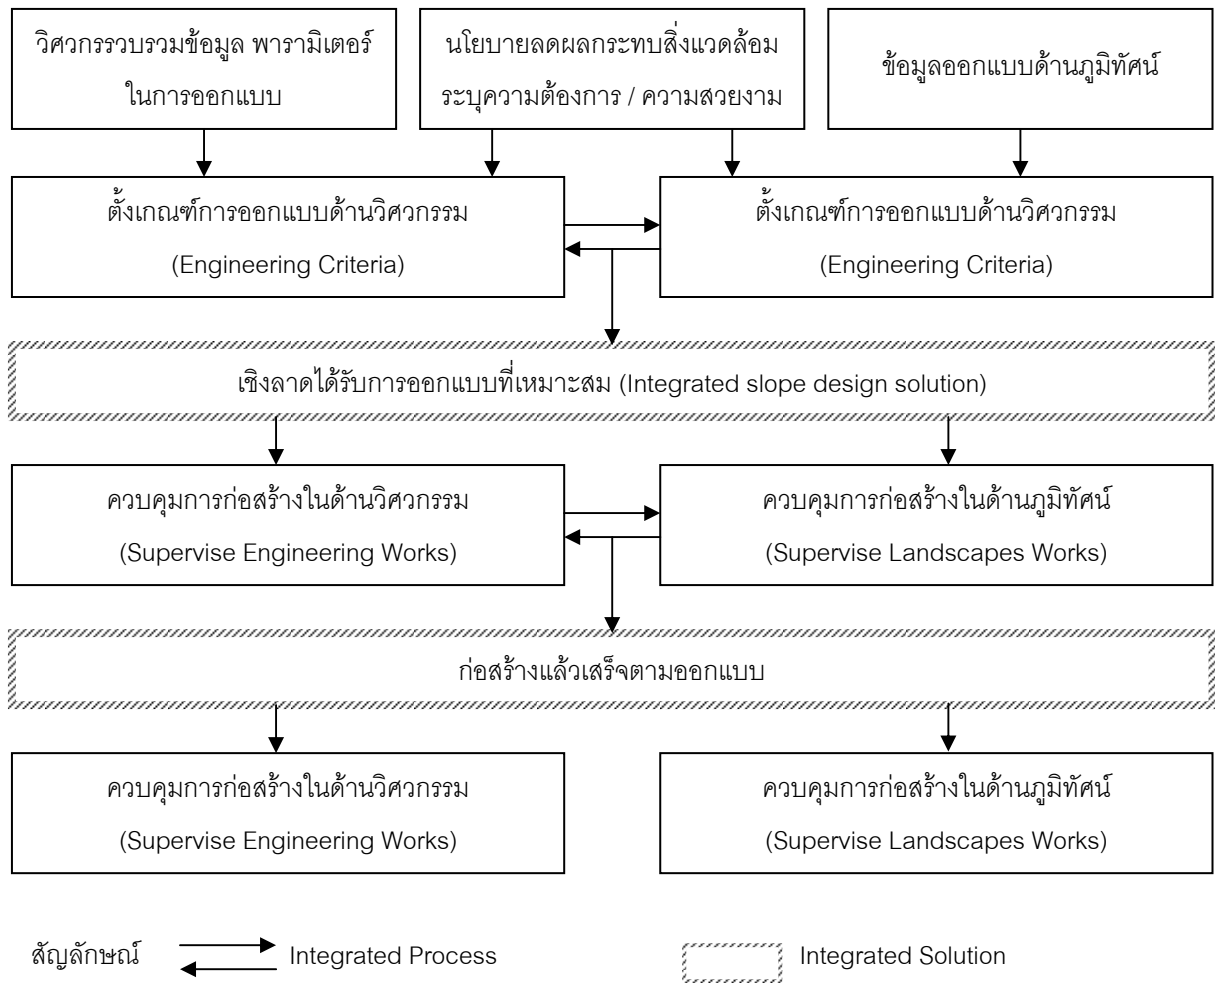 วิศวกรรวบรวมข้อมูล พารามิเตอร์
ในการออกแบบ
นโยบายลดผลกระทบสิ่งแวดล้อม
ระบุความต้องการ / ความสวยงาม
ข้อมูลออกแบบด้านภูมิทัศน์
ตั้งเกณฑ์การออกแบบด้านวิศวกรรม
(Engineering Criteria)
ตั้งเกณฑ์การออกแบบด้านวิศวกรรม
(Engineering Criteria)
เชิงลาดได้รับการออกแบบที่เหมาะสม (Integrated slope design solution)
ควบคุมการก่อสร้างในด้านวิศวกรรม
(Supervise Engineering Works)
ควบคุมการก่อสร้างในด้านภูมิทัศน์
(Supervise Landscapes Works)
ก่อสร้างแล้วเสร็จตามออกแบบ
ควบคุมการก่อสร้างในด้านวิศวกรรม
(Supervise Engineering Works)
ควบคุมการก่อสร้างในด้านภูมิทัศน์
(Supervise Landscapes Works)
สัญลักษณ์ Integrated Process Integrated Solution